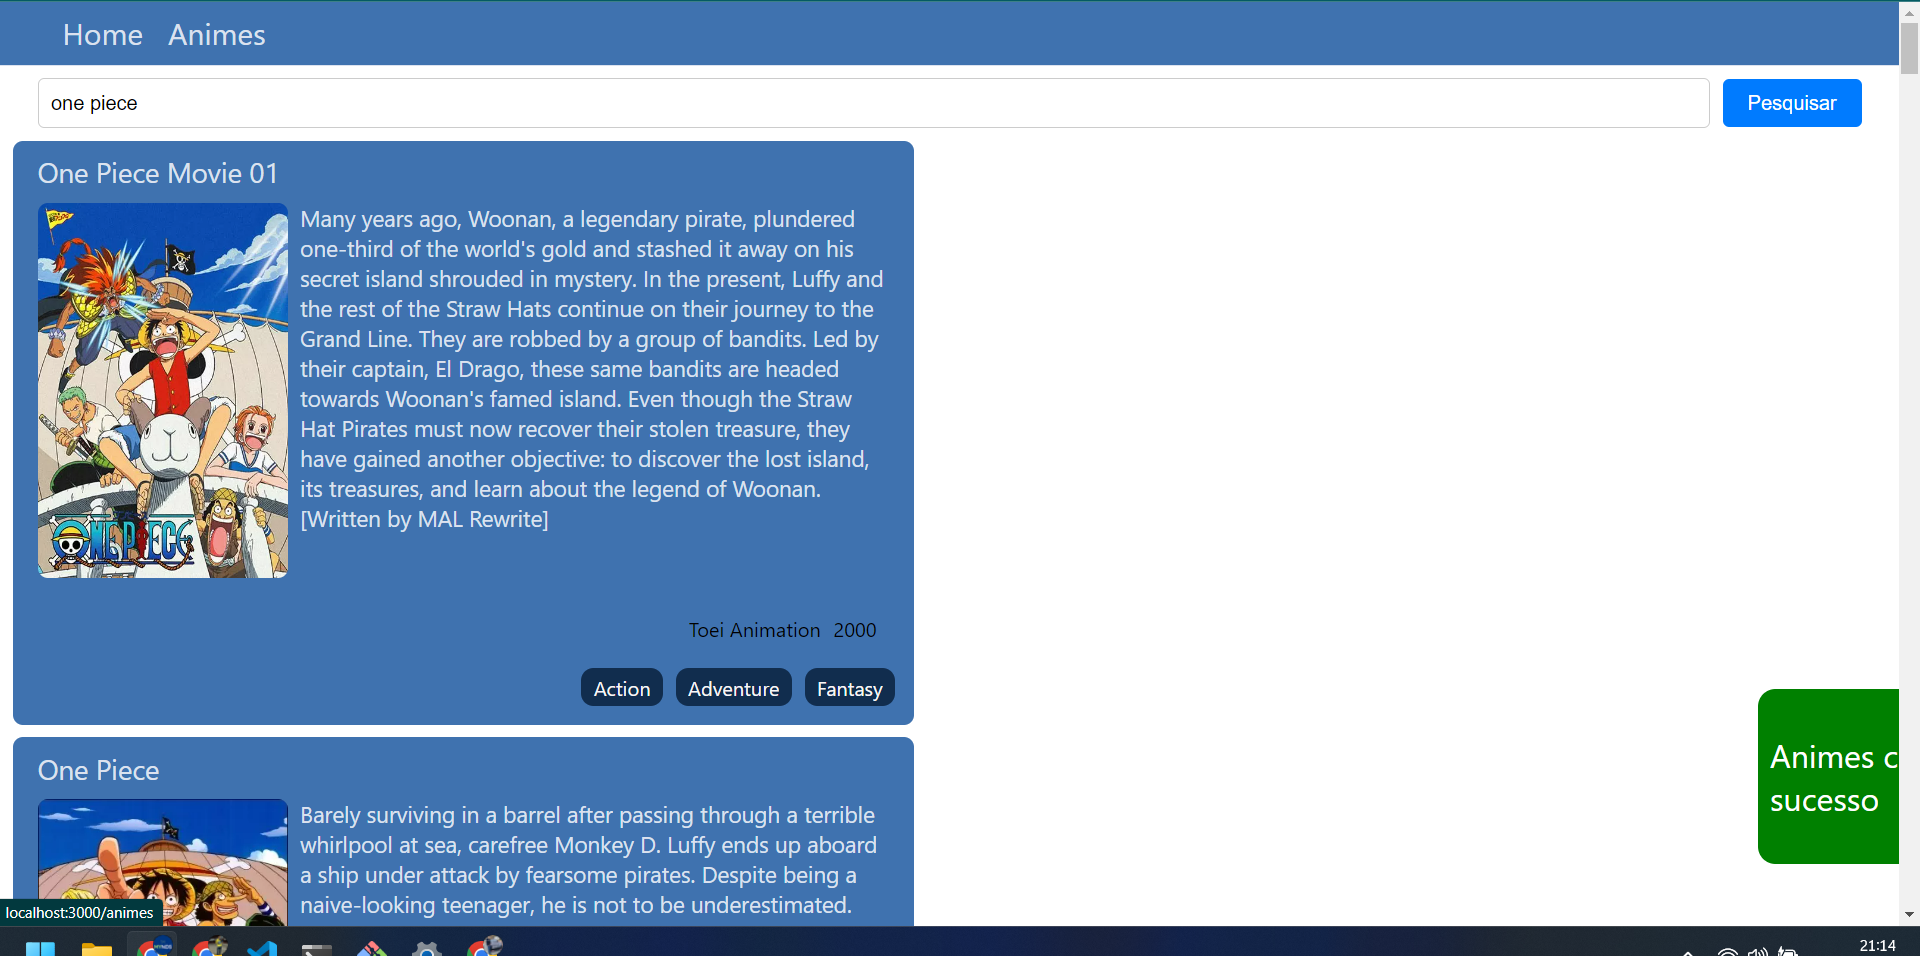 Home Animes
one piece
Pesquisar
One Piece Movie 01
Many years ago, Woonan, a legendary pirate, plundered
one-third of the world's gold and stashed it away on his
secret island shrouded in mystery. In the present, Luffy and
the rest of the Straw Hats continue on their journey to the
Grand Line. They are robbed by a group of bandits. Led by
their captain, El Drago, these same bandits are headed
towards Woonan's famed island. Even though the Straw
Hat Pirates must now recover their stolen treasure, they
have gained another objective: to discover the lost island,
its treasures, and learn about the legend of Woonan.
[Written by MAL Rewrite]
ONE PIECE
Toei Animation 2000
Action Adventure Fantasy
Animes c
sucesso
One Piece
Barely surviving in a barrel after passing through a terrible
whirlpool at sea, carefree Monkey D. Luffy ends up aboard
a ship under attack by fearsome pirates. Despite being a
naive-looking teenager, he is not to be underestimated.
localhost:3000/animes
21:14